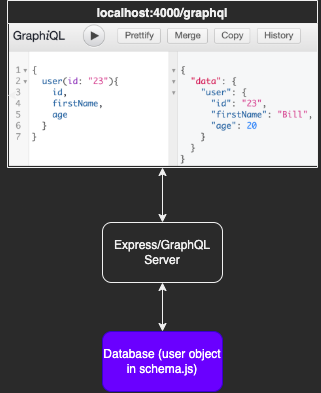 localhost:4000/graphql
GraphiQL Prettify Merge Copy History
1 {
2 user(id: "23"){
3 id,
4 firstName,
5 age
6 }
7 }
{
"data": {
"user": {
"id": "23",
"firstName": "Bill",
"age": 20
}
}
}
Express/GraphQL
Server
Database (user object
in schema.js)